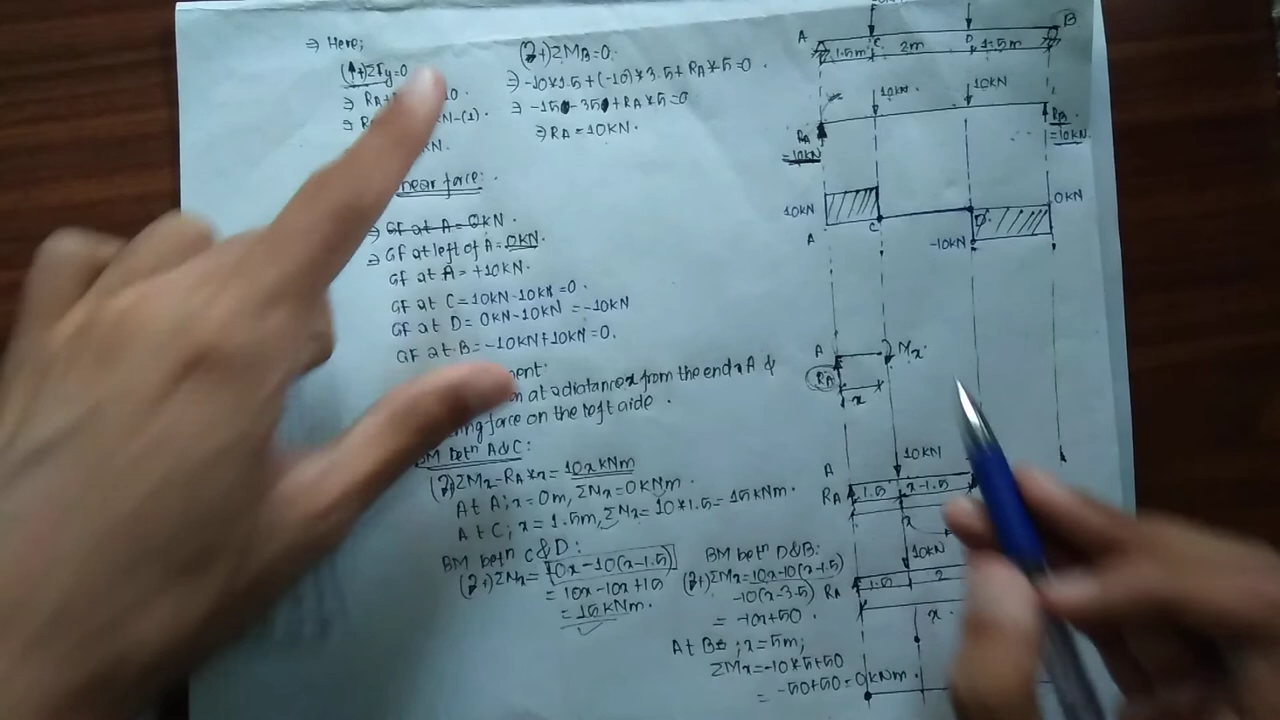 ⇒ Here;
(↑+)ΣFy=0
⇒ RA+
N-(1).
KN.
(+)ΣMB=0.
⇒ -10*1.5+(-10)*3.5+RA*5=0.
⇒ -15-35+RA*5=0
⇒ RA=10KN.
hear force:
⇒ SF at A=0KN.
⇒ SF at left of A=0KN.
SF at A=+10KN.
SF at C=10KN-10KN=0.
SF at D=0KN-10KN=-10KN
SF at B=-10KN+10KN=0.
ment:
on at a distance x from the end A &
ing force on the left side.
BM betn A&C:
(+)ΣMx=RA*x=10xKNm
At A; x=0m, ΣMx=0KNm.
At C; x=1.5m, ΣMx=10*1.5=15KNm.
BM betn C&D:
(+)ΣMx=10x-10(x-1.5)
=10x-10x+15
=15KNm.
BM betn D&B:
(+)ΣMx=10x-10(x-1.5)
-10(x-3.5)
=-10x+50.
At B; x=5m;
ΣMx=-10*5+50
=-50+50=0KNm.
A
C
D
B
1.5m
2m
1.5m
10KN
10KN
RA
=10KN
RB
=10KN
10KN
0KN
A
C
D
-10KN
A
Mx
RA
x
10KN
A
RA
1.5
x-1.5
x
10KN
RA
1.5
2
x